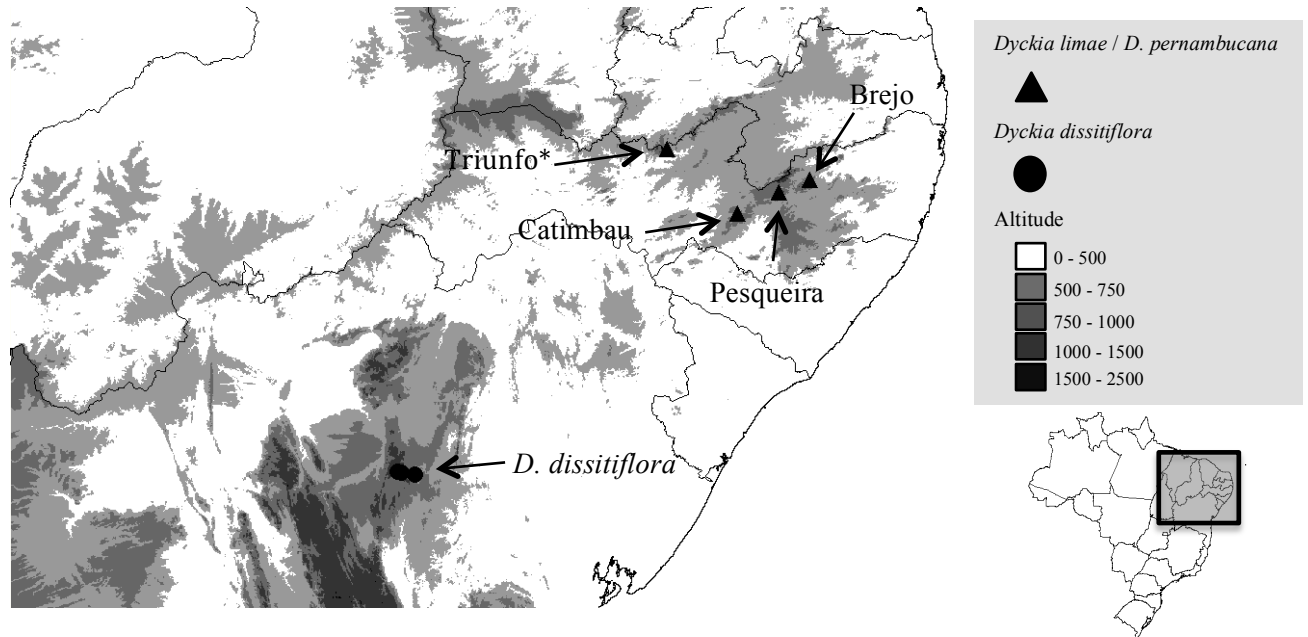 Brejo
Triunfo*
Catimbau
Pesqueira
D. dissitiflora
Dyckia limae / D. pernambucana
Dyckia dissitiflora
Altitude
0 - 500
500 - 750
750 - 1000
1000 - 1500
1500 - 2500